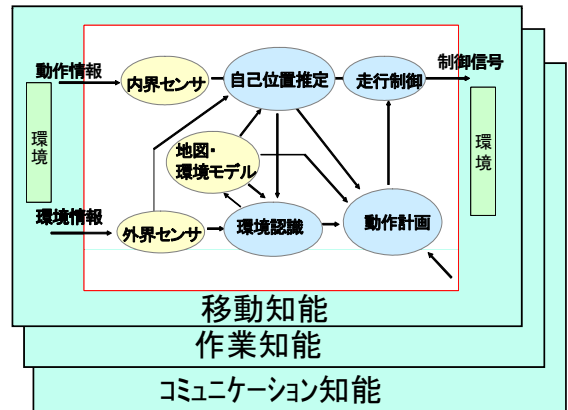 動作情報
内界センサ
自己位置推定
走行制御
制御信号
環境
環境
地図・
環境モデル
環境情報
外界センサ
環境認識
動作計画
移動知能
作業知能
コミュニケーション知能